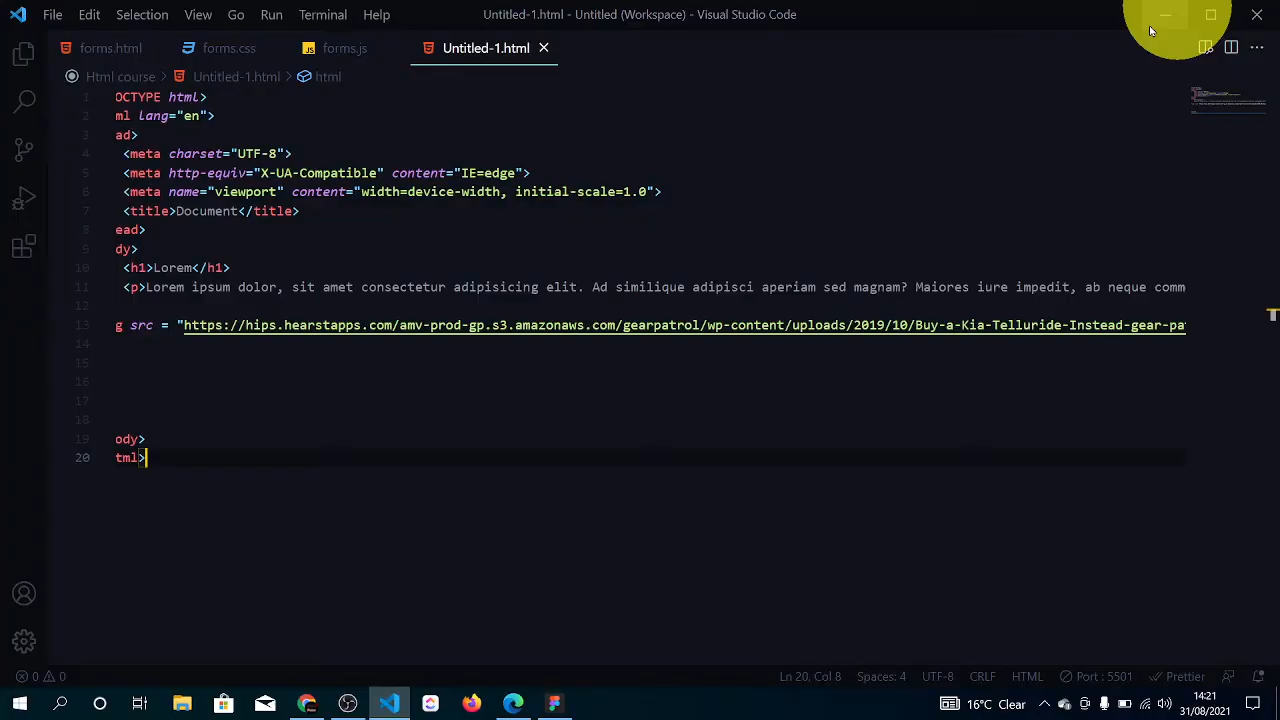 File Edit Selection View Go Run Terminal Help Untitled-1.html - Untitled (Workspace) - Visual Studio Code
forms.html forms.css JS forms.js Untitled-1.html
Html course > Untitled-1.html > html
1 OCTYPE html>
2 ml lang="en">
3 ad>
4 <meta charset="UTF-8">
5 <meta http-equiv="X-UA-Compatible" content="IE=edge">
6 <meta name="viewport" content="width=device-width, initial-scale=1.0">
7 <title>Document</title>
8 ead>
9 dy>
10 <h1>Lorem</h1>
11 <p>Lorem ipsum dolor, sit amet consectetur adipisicing elit. Ad similique adipisci aperiam sed magnam? Maiores iure impedit, ab neque comm
12
13 g src = "https://hips.hearstapps.com/amv-prod-gp.s3.amazonaws.com/gearpatrol/wp-content/uploads/2019/10/Buy-a-Kia-Telluride-Instead-gear-pa
14
15
16
17
18
19 ody>
20 tml>
0 0 Ln 20, Col 8 Spaces: 4 UTF-8 CRLF HTML Port : 5501 Prettier
16°C Clear 14:21
31/08/2021